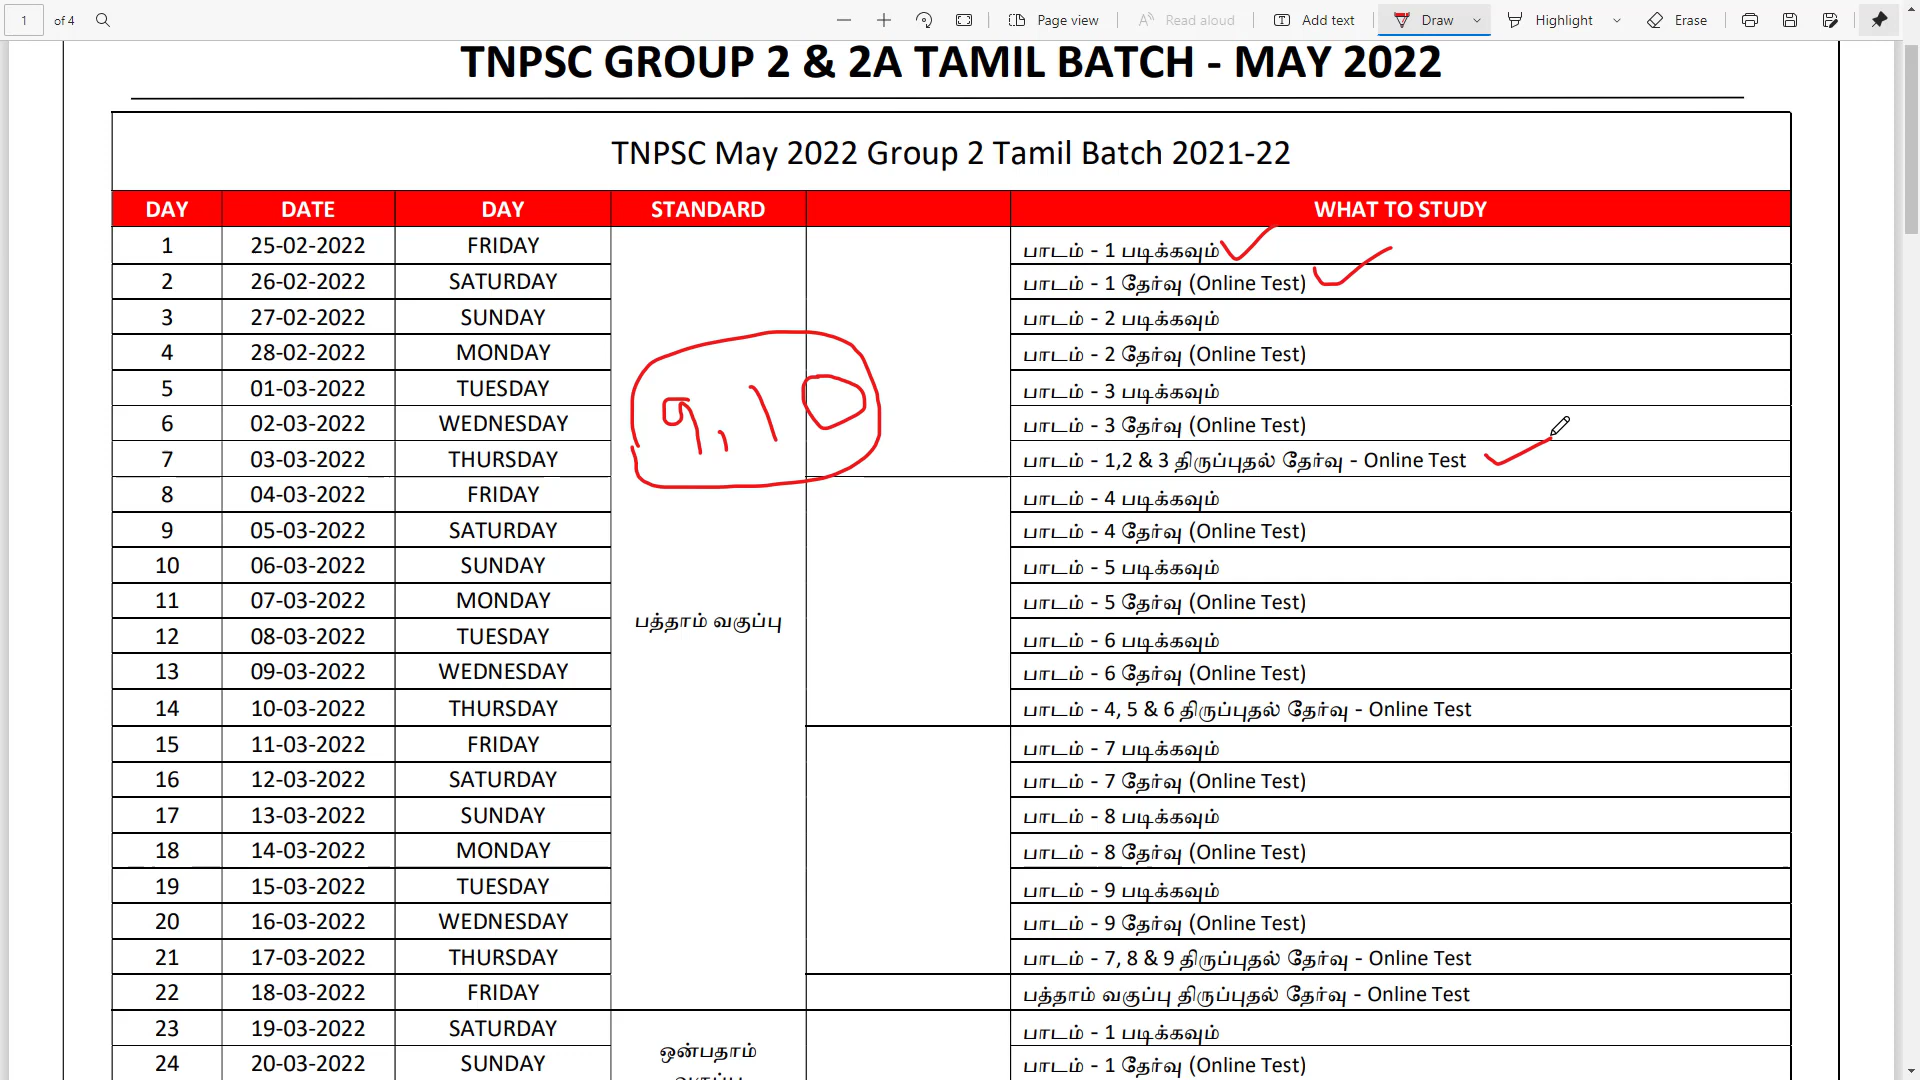 1 of 4 Page view Read aloud Add text Draw Highlight Erase
TNPSC GROUP 2 & 2A TAMIL BATCH - MAY 2022
TNPSC May 2022 Group 2 Tamil Batch 2021-22
DAY DATE DAY STANDARD WHAT TO STUDY
1 25-02-2022 FRIDAY பாடம் - 1 படிக்கவும்
2 26-02-2022 SATURDAY பாடம் - 1 தேர்வு (Online Test)
3 27-02-2022 SUNDAY பாடம் - 2 படிக்கவும்
4 28-02-2022 MONDAY பாடம் - 2 தேர்வு (Online Test)
5 01-03-2022 TUESDAY பாடம் - 3 படிக்கவும்
9, 10
6 02-03-2022 WEDNESDAY பாடம் - 3 தேர்வு (Online Test)
7 03-03-2022 THURSDAY பாடம் - 1,2 & 3 திருப்புதல் தேர்வு - Online Test
8 04-03-2022 FRIDAY பாடம் - 4 படிக்கவும்
9 05-03-2022 SATURDAY பாடம் - 4 தேர்வு (Online Test)
10 06-03-2022 SUNDAY பாடம் - 5 படிக்கவும்
11 07-03-2022 MONDAY பாடம் - 5 தேர்வு (Online Test)
பத்தாம் வகுப்பு
12 08-03-2022 TUESDAY பாடம் - 6 படிக்கவும்
13 09-03-2022 WEDNESDAY பாடம் - 6 தேர்வு (Online Test)
14 10-03-2022 THURSDAY பாடம் - 4, 5 & 6 திருப்புதல் தேர்வு - Online Test
15 11-03-2022 FRIDAY பாடம் - 7 படிக்கவும்
16 12-03-2022 SATURDAY பாடம் - 7 தேர்வு (Online Test)
17 13-03-2022 SUNDAY பாடம் - 8 படிக்கவும்
18 14-03-2022 MONDAY பாடம் - 8 தேர்வு (Online Test)
19 15-03-2022 TUESDAY பாடம் - 9 படிக்கவும்
20 16-03-2022 WEDNESDAY பாடம் - 9 தேர்வு (Online Test)
21 17-03-2022 THURSDAY பாடம் - 7, 8 & 9 திருப்புதல் தேர்வு - Online Test
22 18-03-2022 FRIDAY பத்தாம் வகுப்பு திருப்புதல் தேர்வு - Online Test
23 19-03-2022 SATURDAY பாடம் - 1 படிக்கவும்
ஒன்பதாம்
24 20-03-2022 SUNDAY பாடம் - 1 தேர்வு (Online Test)